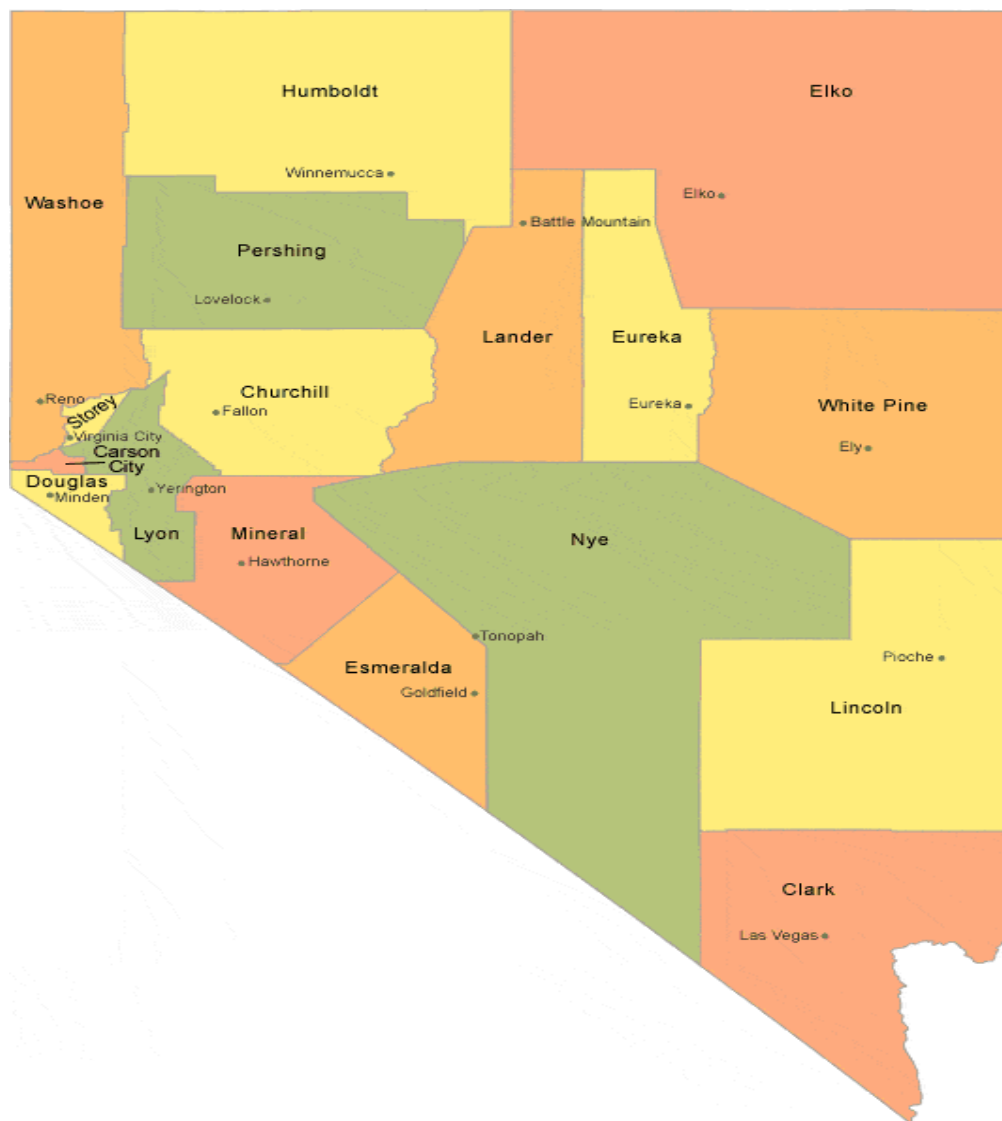 Humboldt
Elko
Winnemucca
Elko
Washoe
Battle Mountain
Pershing
Lovelock
Lander
Eureka
Churchill
Reno
Storey
Fallon
Eureka
White Pine
Virginia City
Ely
Carson
City
Douglas
Minden
Yerington
Lyon
Mineral
Nye
Hawthorne
Tonopah
Pioche
Esmeralda
Goldfield
Lincoln
Clark
Las Vegas